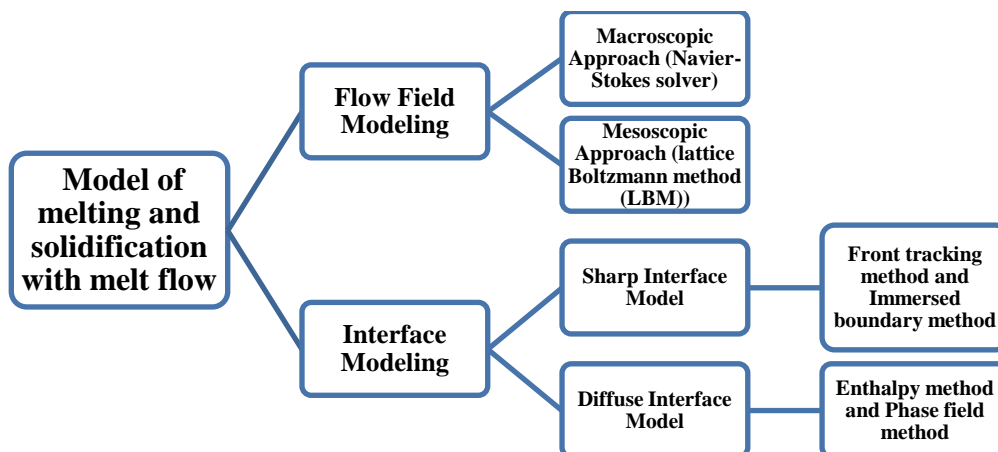 Model of
melting and
solidification
with melt flow
Flow Field
Modeling
Macroscopic
Approach (Navier-
Stokes solver)
Mesoscopic
Approach (lattice
Boltzmann method
(LBM))
Interface
Modeling
Sharp Interface
Model
Front tracking
method and
Immersed
boundary method
Diffuse Interface
Model
Enthalpy method
and Phase field
method